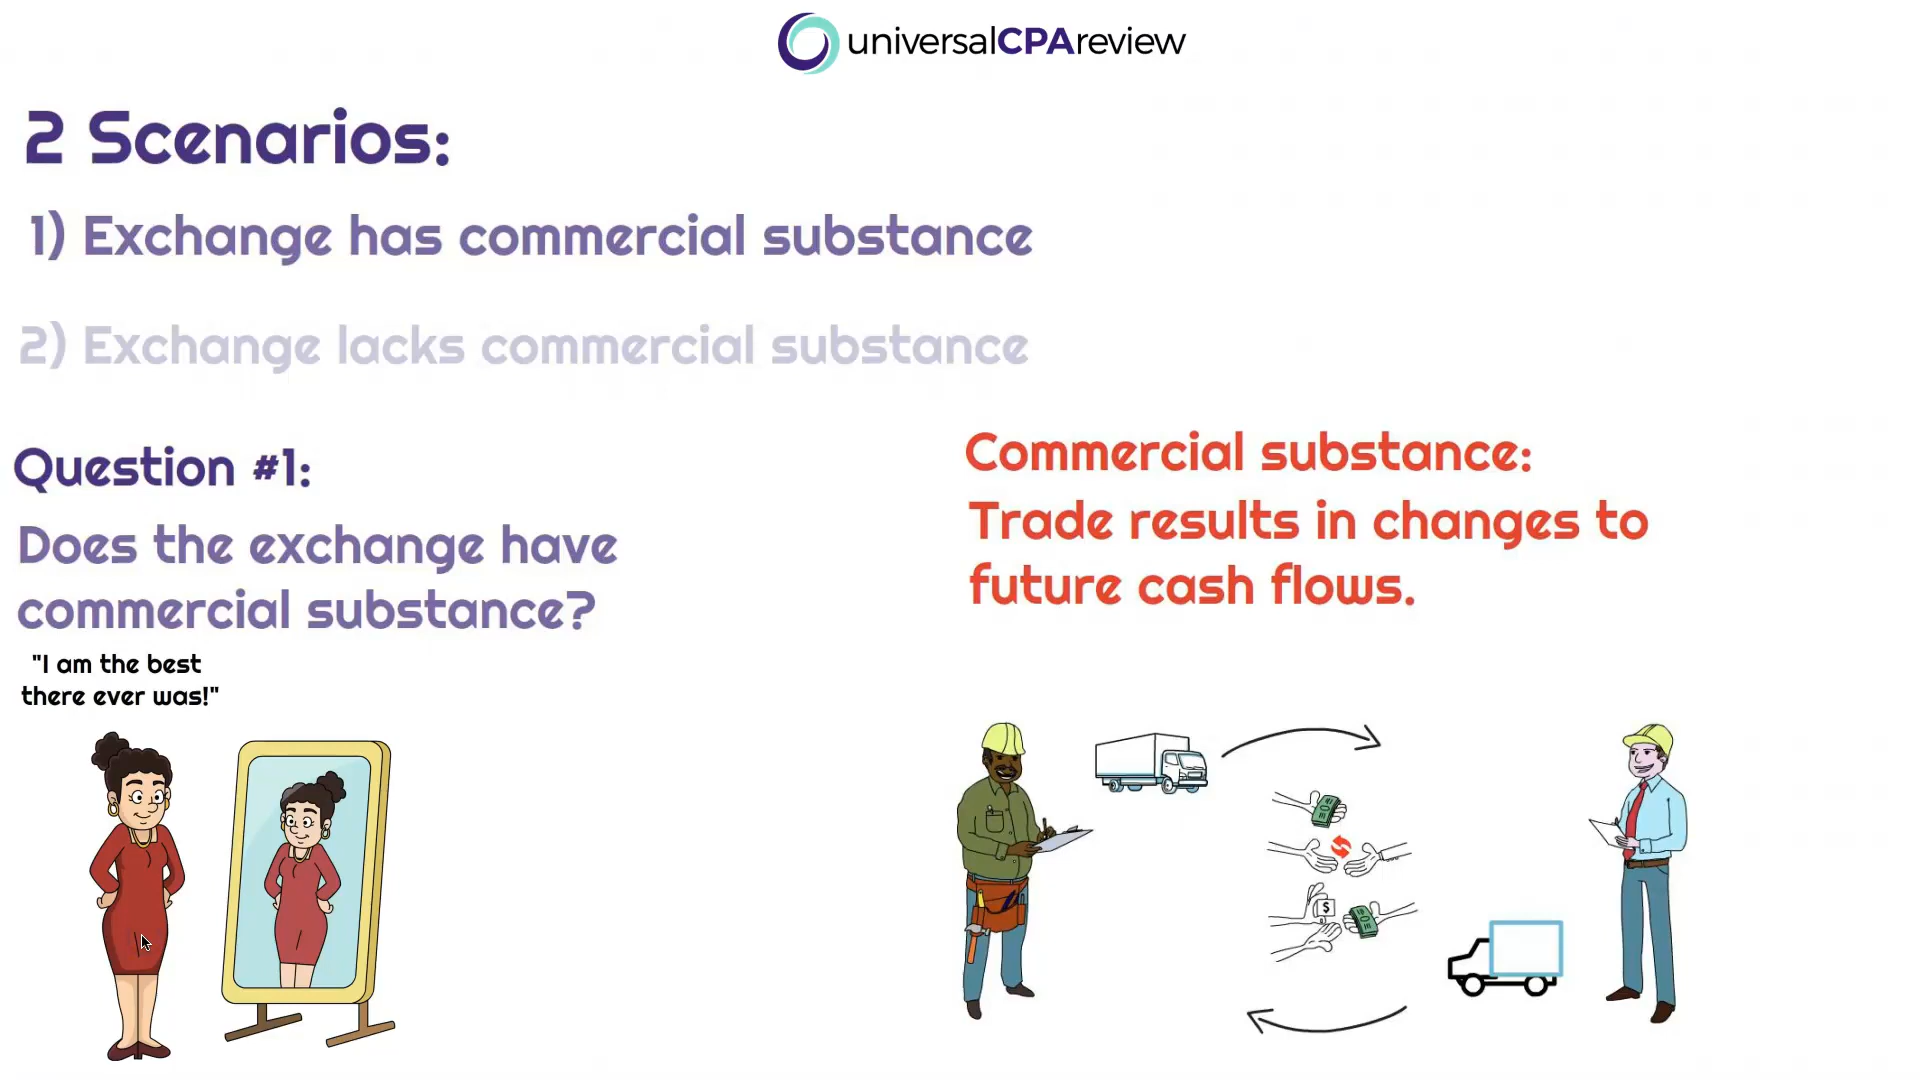 universalCPAreview
2 Scenarios:
1) Exchange has commercial substance
2) Exchange lacks commercial substance
Question #1:
Does the exchange have
commercial substance?
"I am the best
there ever was!"
Commercial substance:
Trade results in changes to
future cash flows.
$